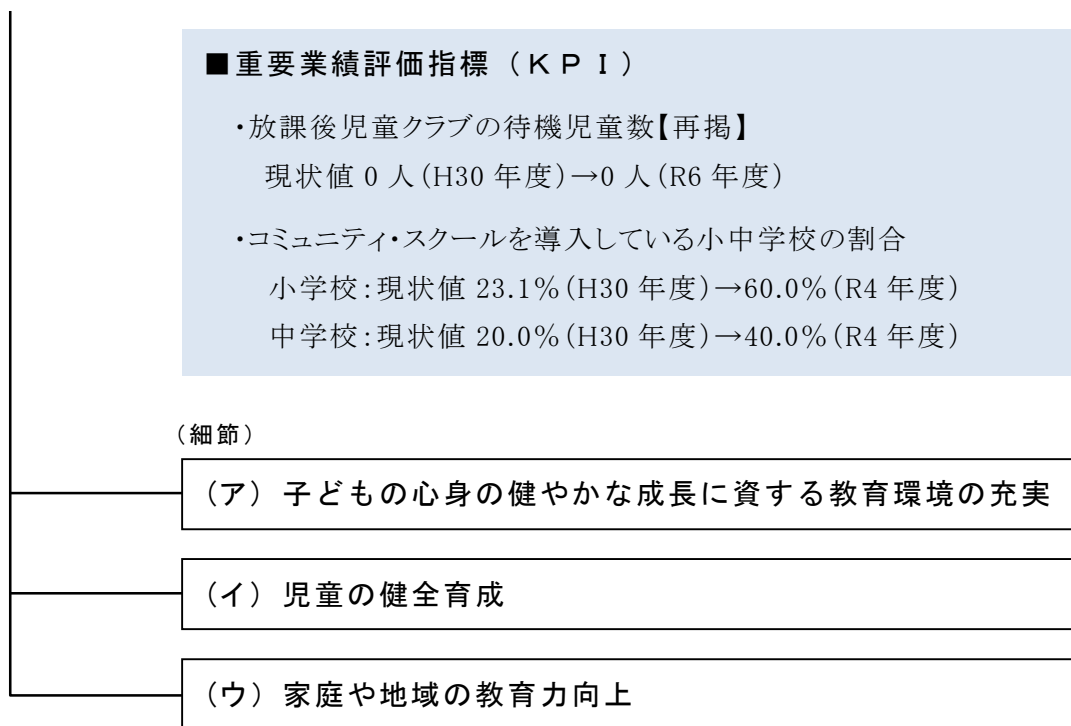 ■重要業績評価指標（ＫＰＩ）
・放課後児童クラブの待機児童数【再掲】
現状値 0 人(H30 年度)→0 人(R6 年度)
・コミュニティ・スクールを導入している小中学校の割合
小学校:現状値 23.1％(H30 年度)→60.0％(R4 年度)
中学校:現状値 20.0％(H30 年度)→40.0％(R4 年度)
（細節）
（ア）子どもの心身の健やかな成長に資する教育環境の充実
（イ）児童の健全育成
（ウ）家庭や地域の教育力向上